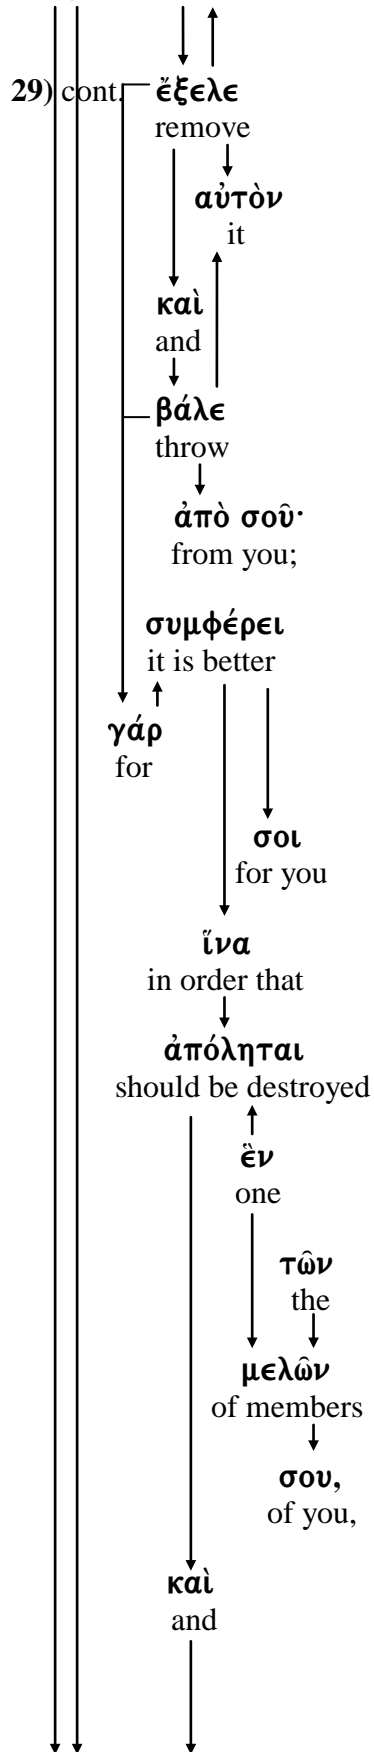 29) cont. ἔξελε
remove
αὐτὸν
it
καὶ
and
βάλε
throw
ἀπὸ σοῦ·
from you;
συμφέρει
it is better
γάρ
for
σοι
for you
ἵνα
in order that
ἀπόληται
should be destroyed
ἓν
one
τῶν
the
μελῶν
of members
σου,
of you,
καὶ
and